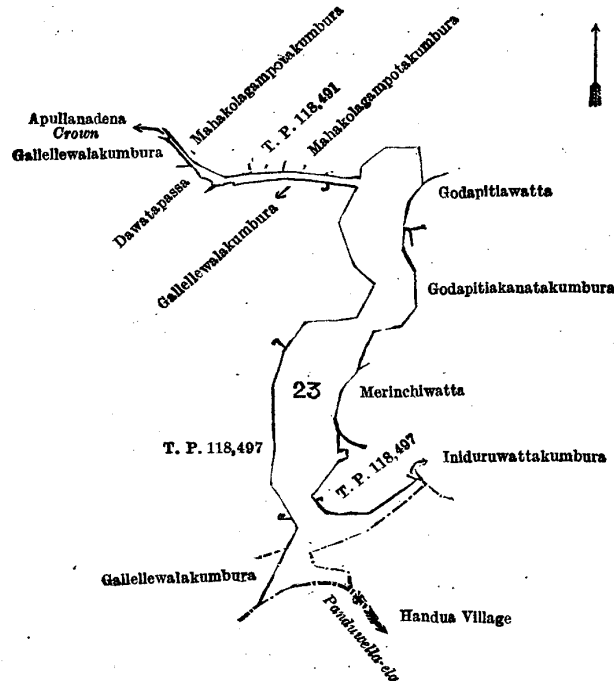 Mahakolagampotakumbura
T. P. 118,491
Mahakolagampotakumbura
Apullanadena
Crown
Gallellewalakumbura
Dawatapassa
Gallellewalakumbura
Godapitiawatta
Godapitiakanatakumbura
23
Merinchiwatta
T. P. 118,497
T. P. 118,497
Iniduruwattakumbura
Gallellewalakumbura
Handua Village
Panduwella-ela